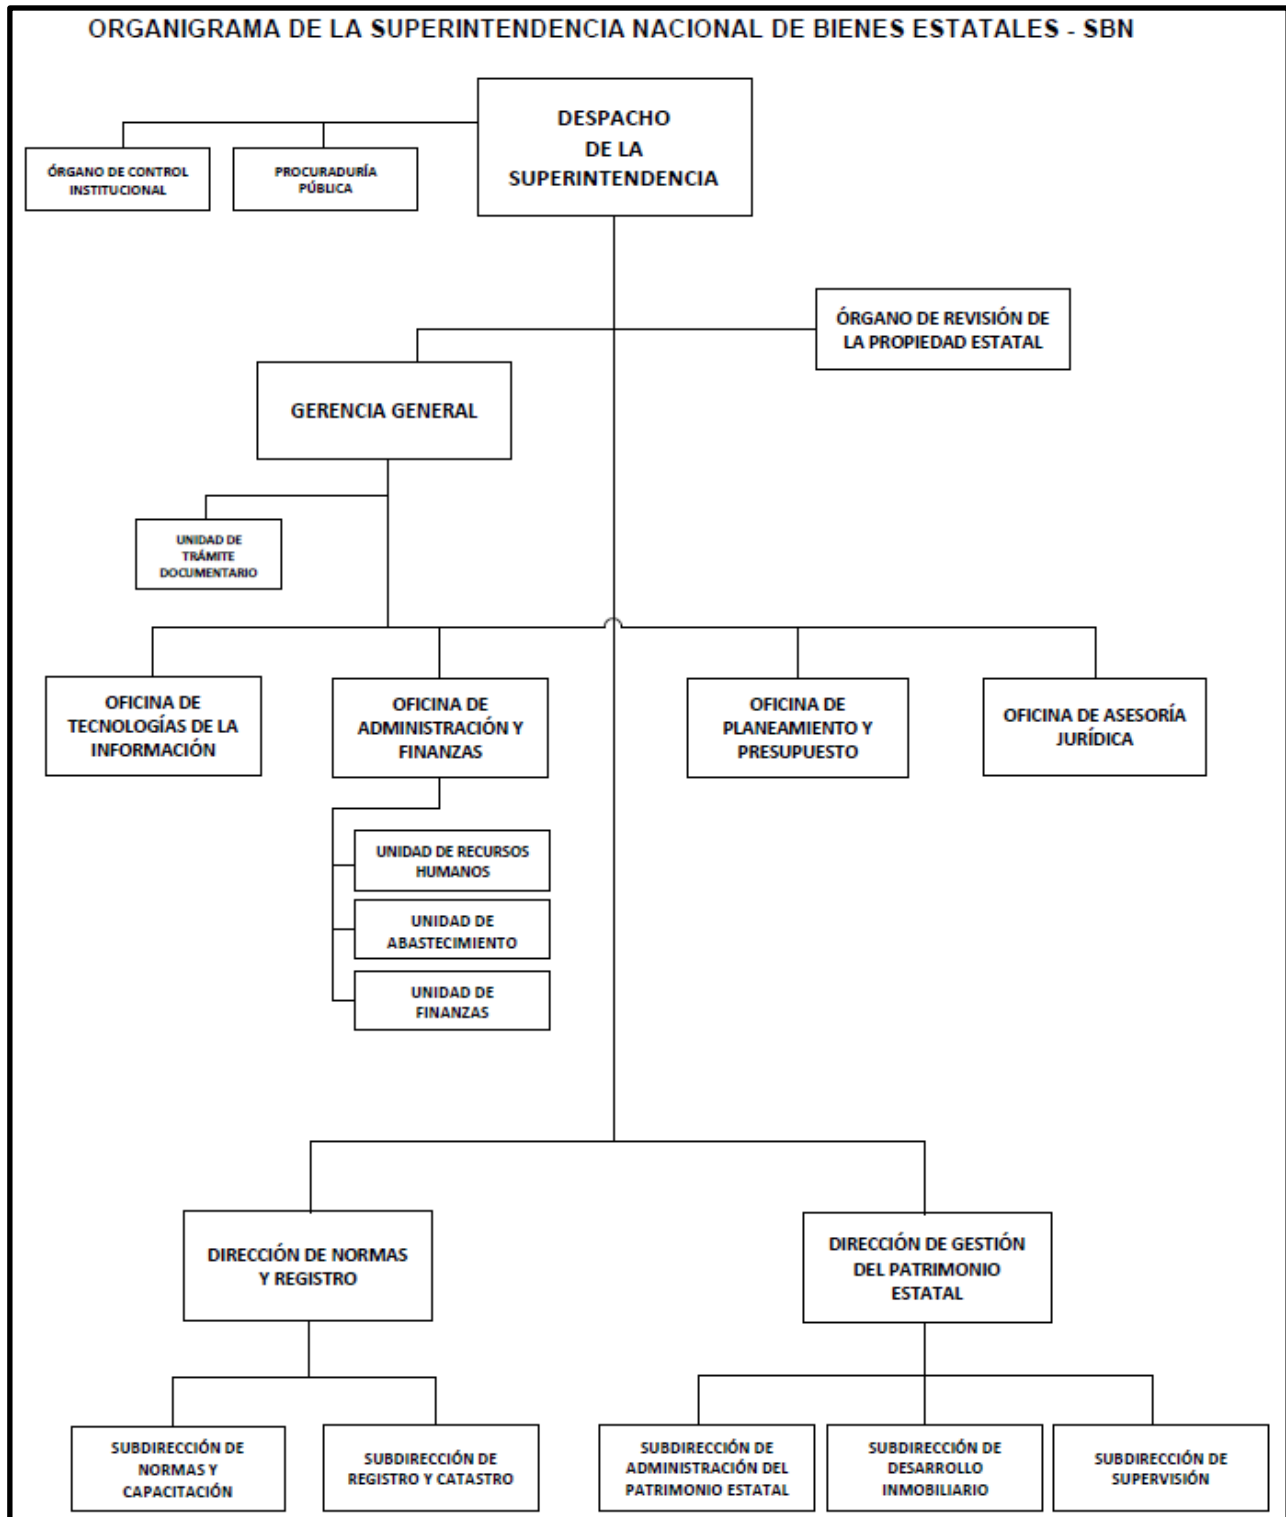 ORGANIGRAMA DE LA SUPERINTENDENCIA NACIONAL DE BIENES ESTATALES - SBN
DESPACHO
DE LA
SUPERINTENDENCIA
ÓRGANO DE CONTROL
INSTITUCIONAL
PROCURADURÍA
PÚBLICA
ÓRGANO DE REVISIÓN DE
LA PROPIEDAD ESTATAL
GERENCIA GENERAL
UNIDAD DE
TRÁMITE
DOCUMENTARIO
OFICINA DE
TECNOLOGÍAS DE LA
INFORMACIÓN
OFICINA DE
ADMINISTRACIÓN Y
FINANZAS
OFICINA DE
PLANEAMIENTO Y
PRESUPUESTO
OFICINA DE ASESORÍA
JURÍDICA
UNIDAD DE RECURSOS
HUMANOS
UNIDAD DE
ABASTECIMIENTO
UNIDAD DE
FINANZAS
DIRECCIÓN DE NORMAS
Y REGISTRO
DIRECCIÓN DE GESTIÓN
DEL PATRIMONIO
ESTATAL
SUBDIRECCIÓN DE
NORMAS Y
CAPACITACIÓN
SUBDIRECCIÓN DE
REGISTRO Y CATASTRO
SUBDIRECCIÓN DE
ADMINISTRACIÓN DEL
PATRIMONIO ESTATAL
SUBDIRECCIÓN DE
DESARROLLO
INMOBILIARIO
SUBDIRECCIÓN DE
SUPERVISIÓN